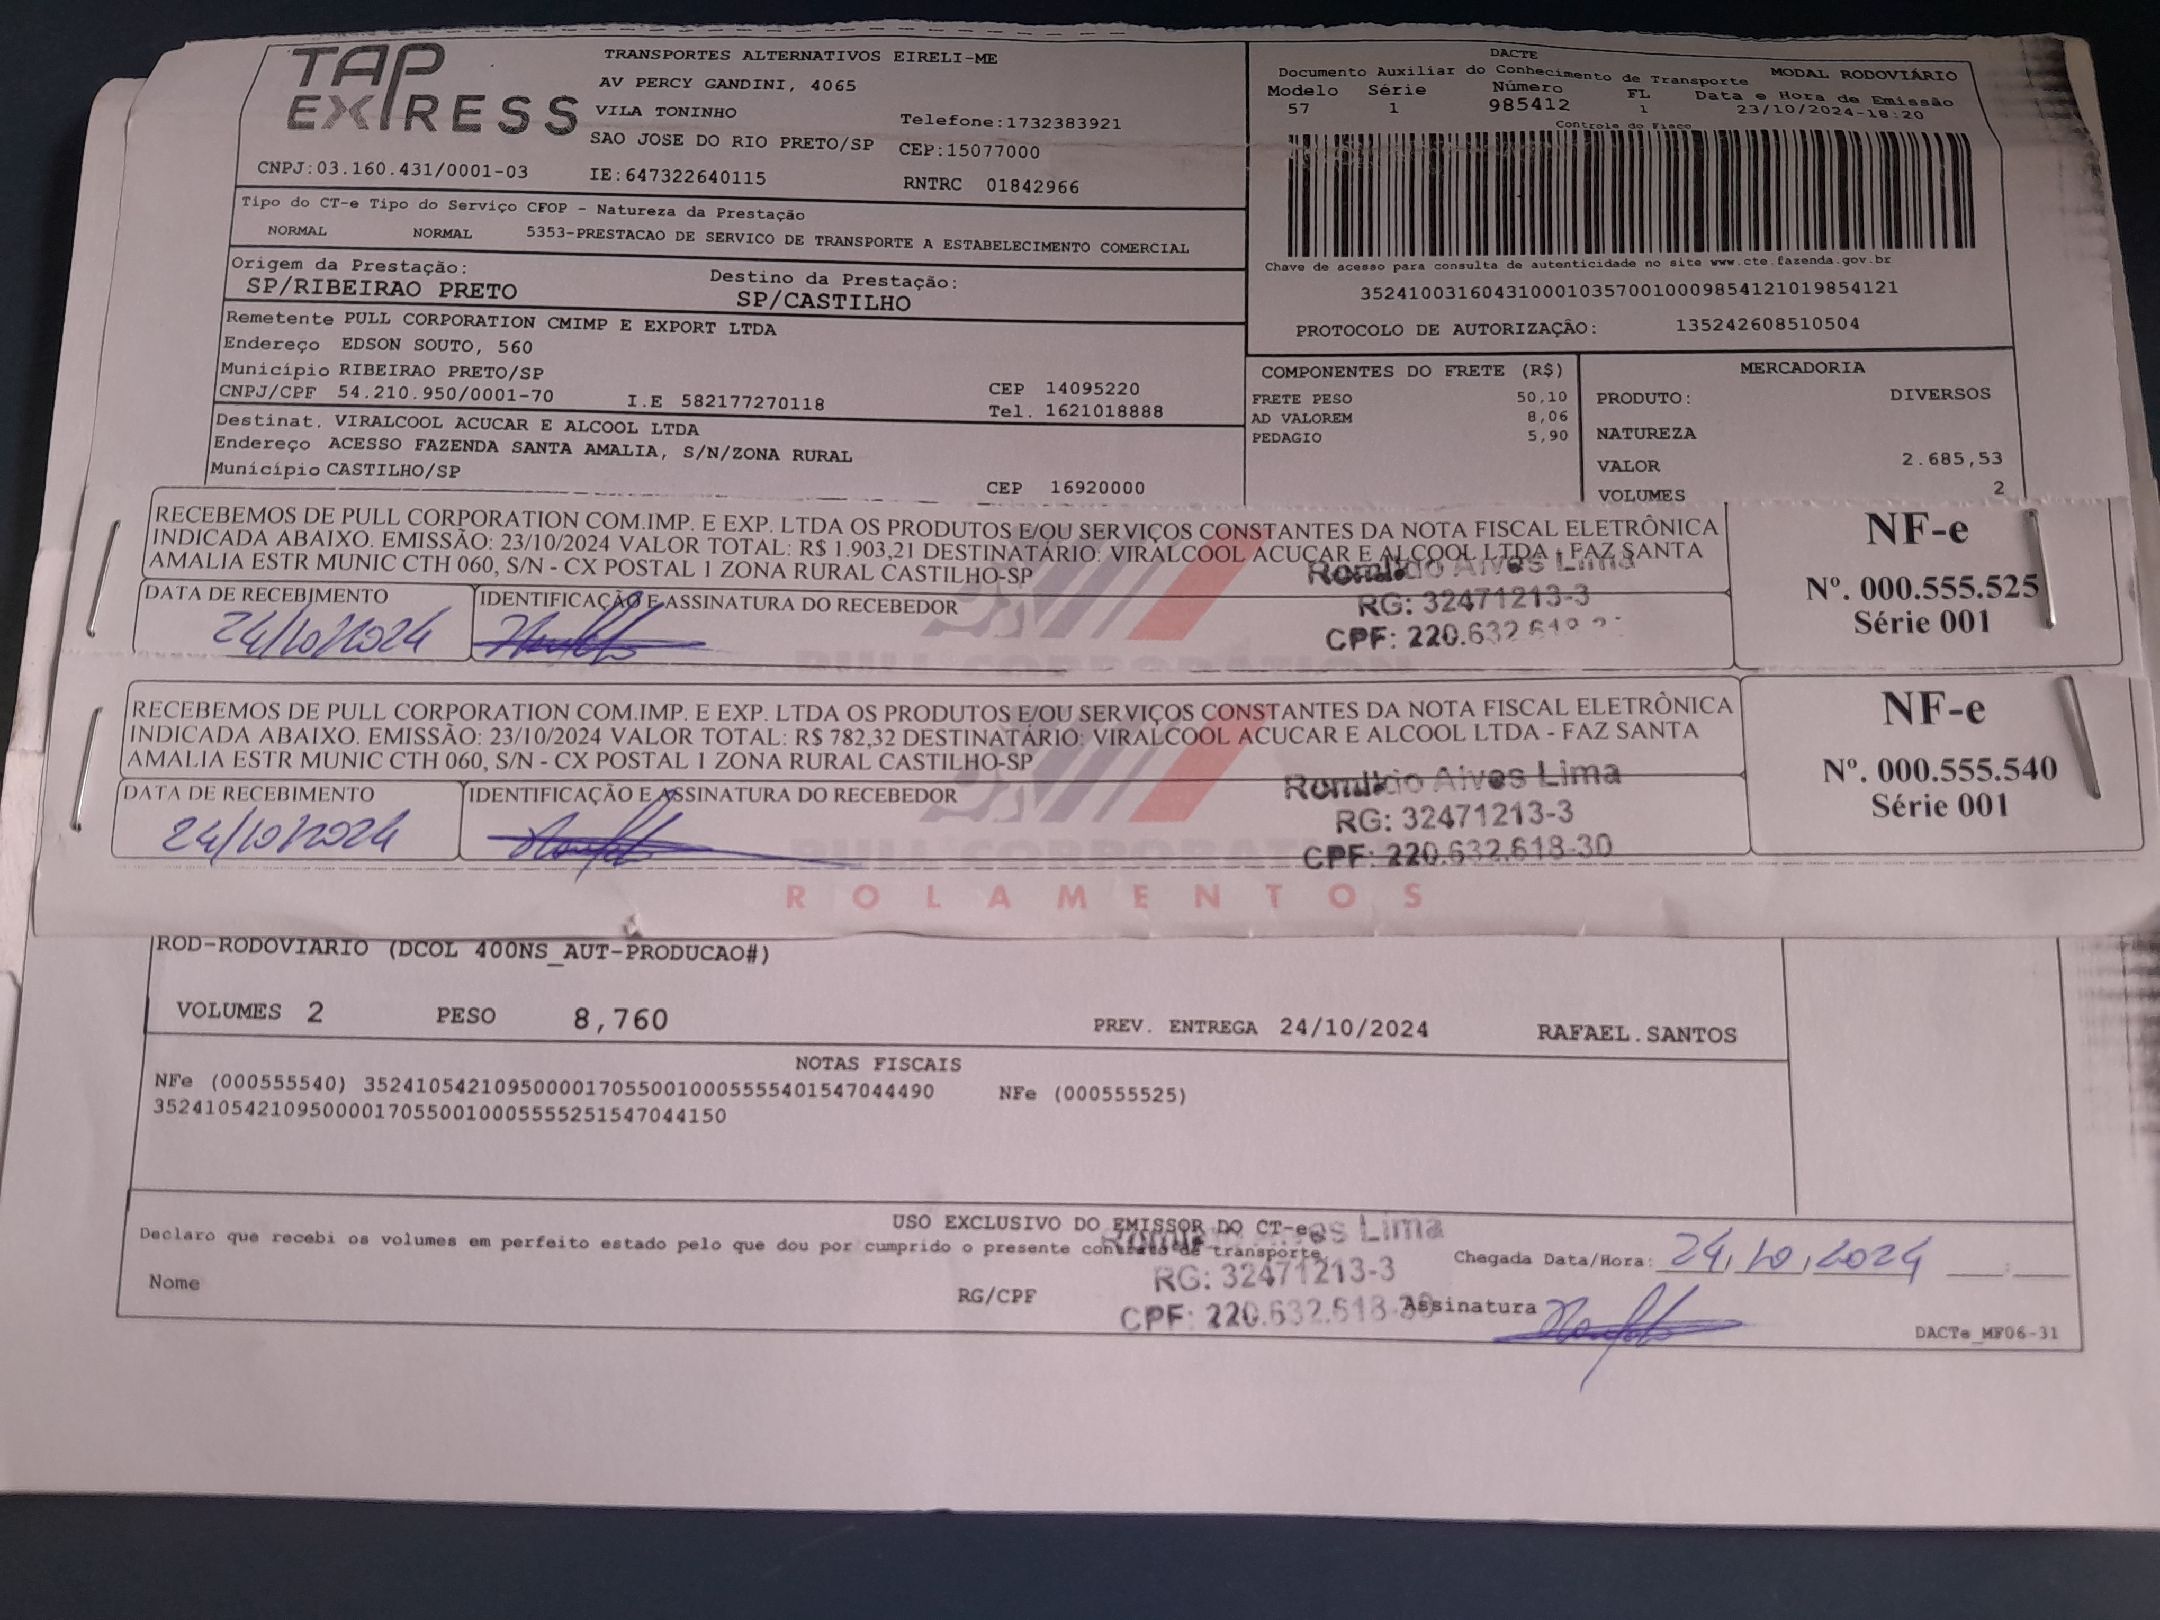 TAP EXPRESS
TRANSPORTES ALTERNATIVOS EIRELI-ME
AV PERCY GANDINI, 4065
VILA TONINHO Telefone:1732383921
SAO JOSE DO RIO PRETO/SP CEP:15077000
CNPJ:03.160.431/0001-03 IE:647322640115 RNTRC 01842966
DACTE
Documento Auxiliar do Conhecimento de Transporte MODAL RODOVIÁRIO
Modelo Série Número FL Data e Hora de Emissão
57 1 985412 1 23/10/2024-18:20
Controle do Fisco
Tipo do CT-e Tipo do Serviço CFOP - Natureza da Prestação
NORMAL NORMAL 5353-PRESTACAO DE SERVICO DE TRANSPORTE A ESTABELECIMENTO COMERCIAL
Chave de acesso para consulta de autenticidade no site www.cte.fazenda.gov.br
35241003160431000103570010009854121019854121
PROTOCOLO DE AUTORIZAÇÃO: 135242608510504
Origem da Prestação: Destino da Prestação:
SP/RIBEIRAO PRETO SP/CASTILHO
Remetente PULL CORPORATION CMIMP E EXPORT LTDA
Endereço EDSON SOUTO, 560
Município RIBEIRAO PRETO/SP CEP 14095220
CNPJ/CPF 54.210.950/0001-70 I.E 582177270118 Tel. 1621018888
Destinat. VIRALCOOL ACUCAR E ALCOOL LTDA
Endereço ACESSO FAZENDA SANTA AMALIA, S/N/ZONA RURAL
Município CASTILHO/SP CEP 16920000
COMPONENTES DO FRETE (R$)
FRETE PESO 50,10
AD VALOREM 8,06
PEDAGIO 5,90
MERCADORIA
PRODUTO: DIVERSOS
NATUREZA
VALOR 2.685,53
VOLUMES 2
RECEBEMOS DE PULL CORPORATION COM.IMP. E EXP. LTDA OS PRODUTOS E/OU SERVIÇOS CONSTANTES DA NOTA FISCAL ELETRÔNICA
INDICADA ABAIXO. EMISSÃO: 23/10/2024 VALOR TOTAL: R$ 1.903,21 DESTINATÁRIO: VIRALCOOL ACUCAR E ALCOOL LTDA - FAZ SANTA
AMALIA ESTR MUNIC CTH 060, S/N - CX POSTAL 1 ZONA RURAL CASTILHO-SP
DATA DE RECEBIMENTO IDENTIFICAÇÃO E ASSINATURA DO RECEBEDOR
24/10/2024
Romildo Alves Lima
RG: 32471213-3
CPF: 220.632.618
NF-e
Nº. 000.555.525
Série 001
PULL CORPORATION
RECEBEMOS DE PULL CORPORATION COM.IMP. E EXP. LTDA OS PRODUTOS E/OU SERVIÇOS CONSTANTES DA NOTA FISCAL ELETRÔNICA
INDICADA ABAIXO. EMISSÃO: 23/10/2024 VALOR TOTAL: R$ 782,32 DESTINATÁRIO: VIRALCOOL ACUCAR E ALCOOL LTDA - FAZ SANTA
AMALIA ESTR MUNIC CTH 060, S/N - CX POSTAL 1 ZONA RURAL CASTILHO-SP
DATA DE RECEBIMENTO IDENTIFICAÇÃO E ASSINATURA DO RECEBEDOR
24/10/2024
Romildo Alves Lima
RG: 32471213-3
CPF: 220.632.618-30
NF-e
Nº. 000.555.540
Série 001
PULL CORPORATION
ROLAMENTOS
ROD-RODOVIARIO (DCOL 400NS_AUT-PRODUCAO#)
VOLUMES 2 PESO 8,760 PREV. ENTREGA 24/10/2024 RAFAEL.SANTOS
NOTAS FISCAIS
NFe (000555540) 35241054210950000170550010005555401547044490 NFe (000555525)
35241054210950000170550010005555251547044150
USO EXCLUSIVO DO EMISSOR DO CT-e
Declaro que recebi os volumes em perfeito estado pelo que dou por cumprido o presente contrato de transporte.
Chegada Data/Hora: 24/10/2024
Nome RG/CPF Assinatura
Lima
RG: 32471213-3
CPF: 220.632.618-30
DACTe_MF06-31